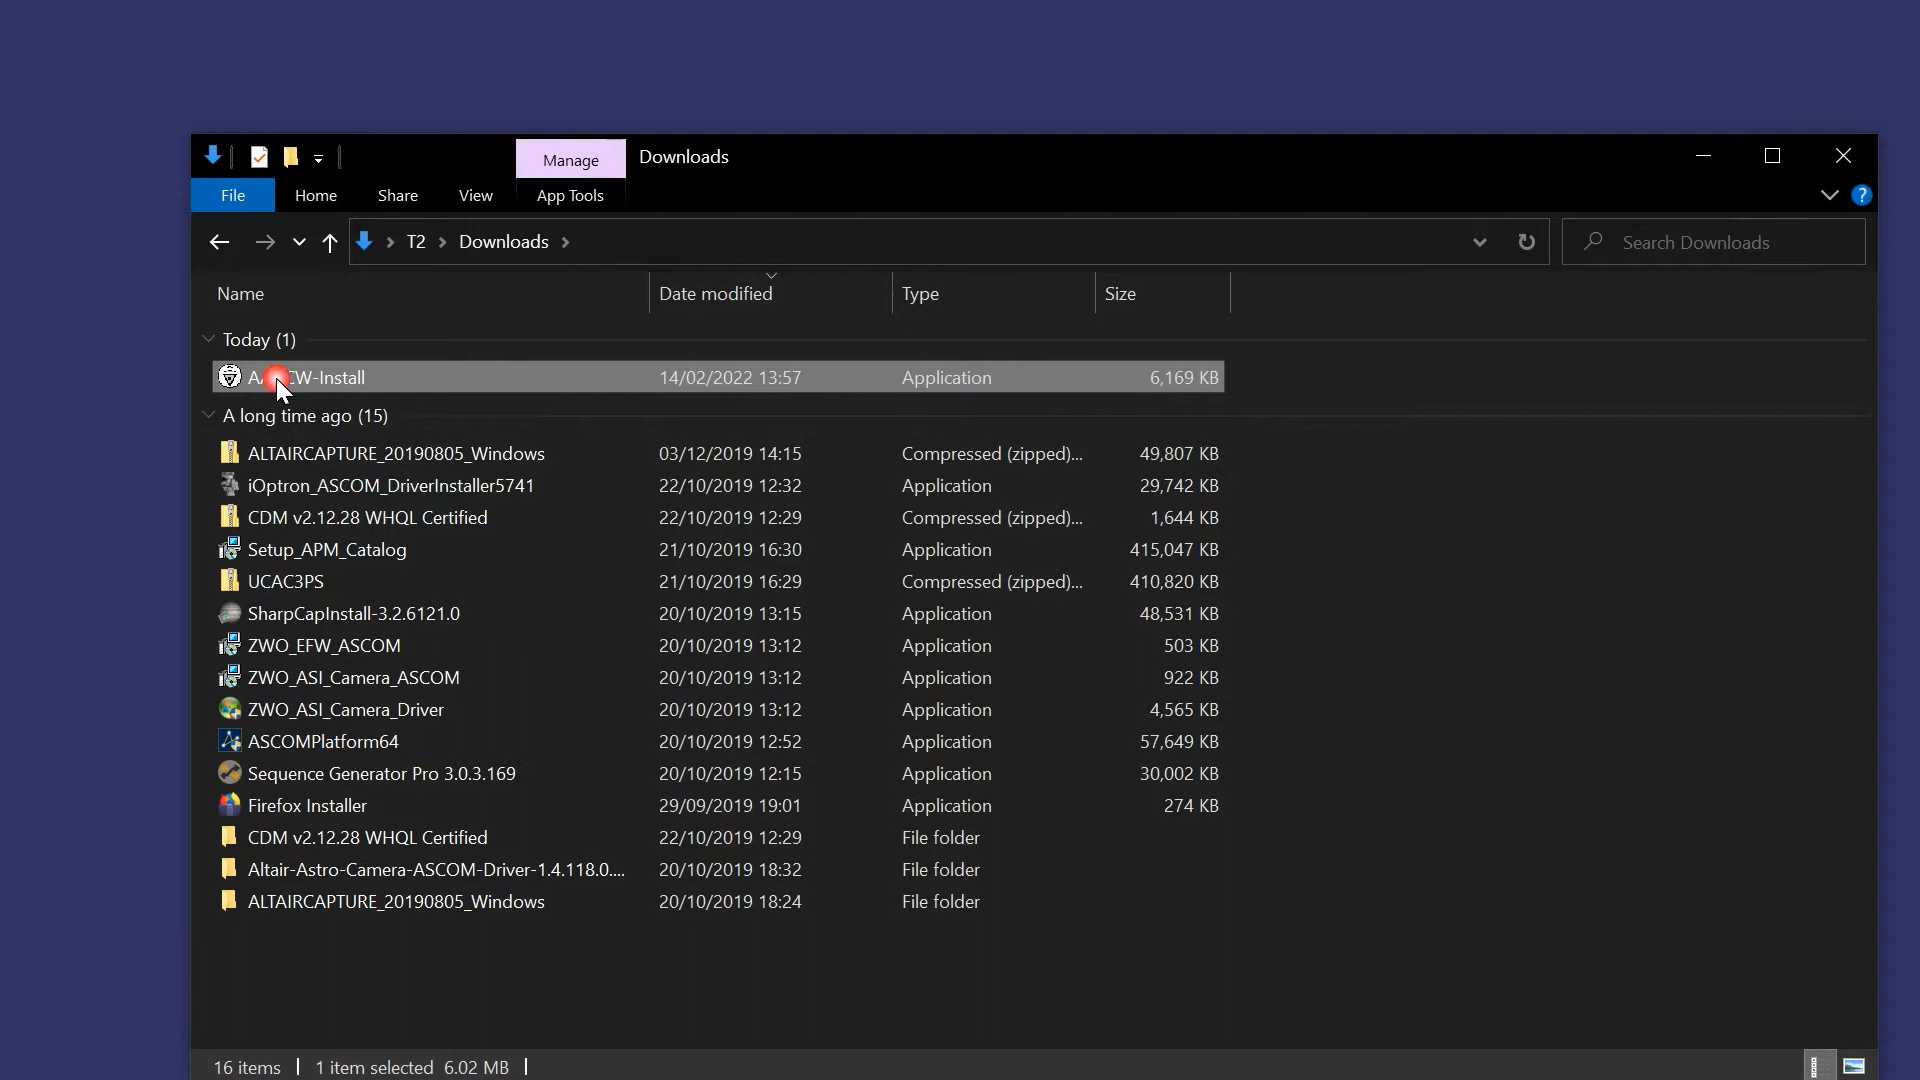 Manage
Downloads
File
Home
Share
View
App Tools
T2
Downloads
Search Downloads
Name
Date modified
Type
Size
Today (1)
14/02/2022 13:57 Application 6,169 KB
A long time ago (15)
ALTAIRCAPTURE_20190805_Windows 03/12/2019 14:15 Compressed (zipped)... 49,807 KB
iOptron_ASCOM_DriverInstaller5741 22/10/2019 12:32 Application 29,742 KB
CDM v2.12.28 WHQL Certified 22/10/2019 12:29 Compressed (zipped)... 1,644 KB
Setup_APM_Catalog 21/10/2019 16:30 Application 415,047 KB
UCAC3PS 21/10/2019 16:29 Compressed (zipped)... 410,820 KB
SharpCapInstall-3.2.6121.0 20/10/2019 13:15 Application 48,531 KB
ZWO_EFW_ASCOM 20/10/2019 13:12 Application 503 KB
ZWO_ASI_Camera_ASCOM 20/10/2019 13:12 Application 922 KB
ZWO_ASI_Camera_Driver 20/10/2019 13:12 Application 4,565 KB
ASCOMPlatform64 20/10/2019 12:52 Application 57,649 KB
Sequence Generator Pro 3.0.3.169 20/10/2019 12:15 Application 30,002 KB
Firefox Installer 29/09/2019 19:01 Application 274 KB
CDM v2.12.28 WHQL Certified 22/10/2019 12:29 File folder
Altair-Astro-Camera-ASCOM-Driver-1.4.118.0.... 20/10/2019 18:32 File folder
ALTAIRCAPTURE_20190805_Windows 20/10/2019 18:24 File folder
16 items
1 item selected 6.02 MB